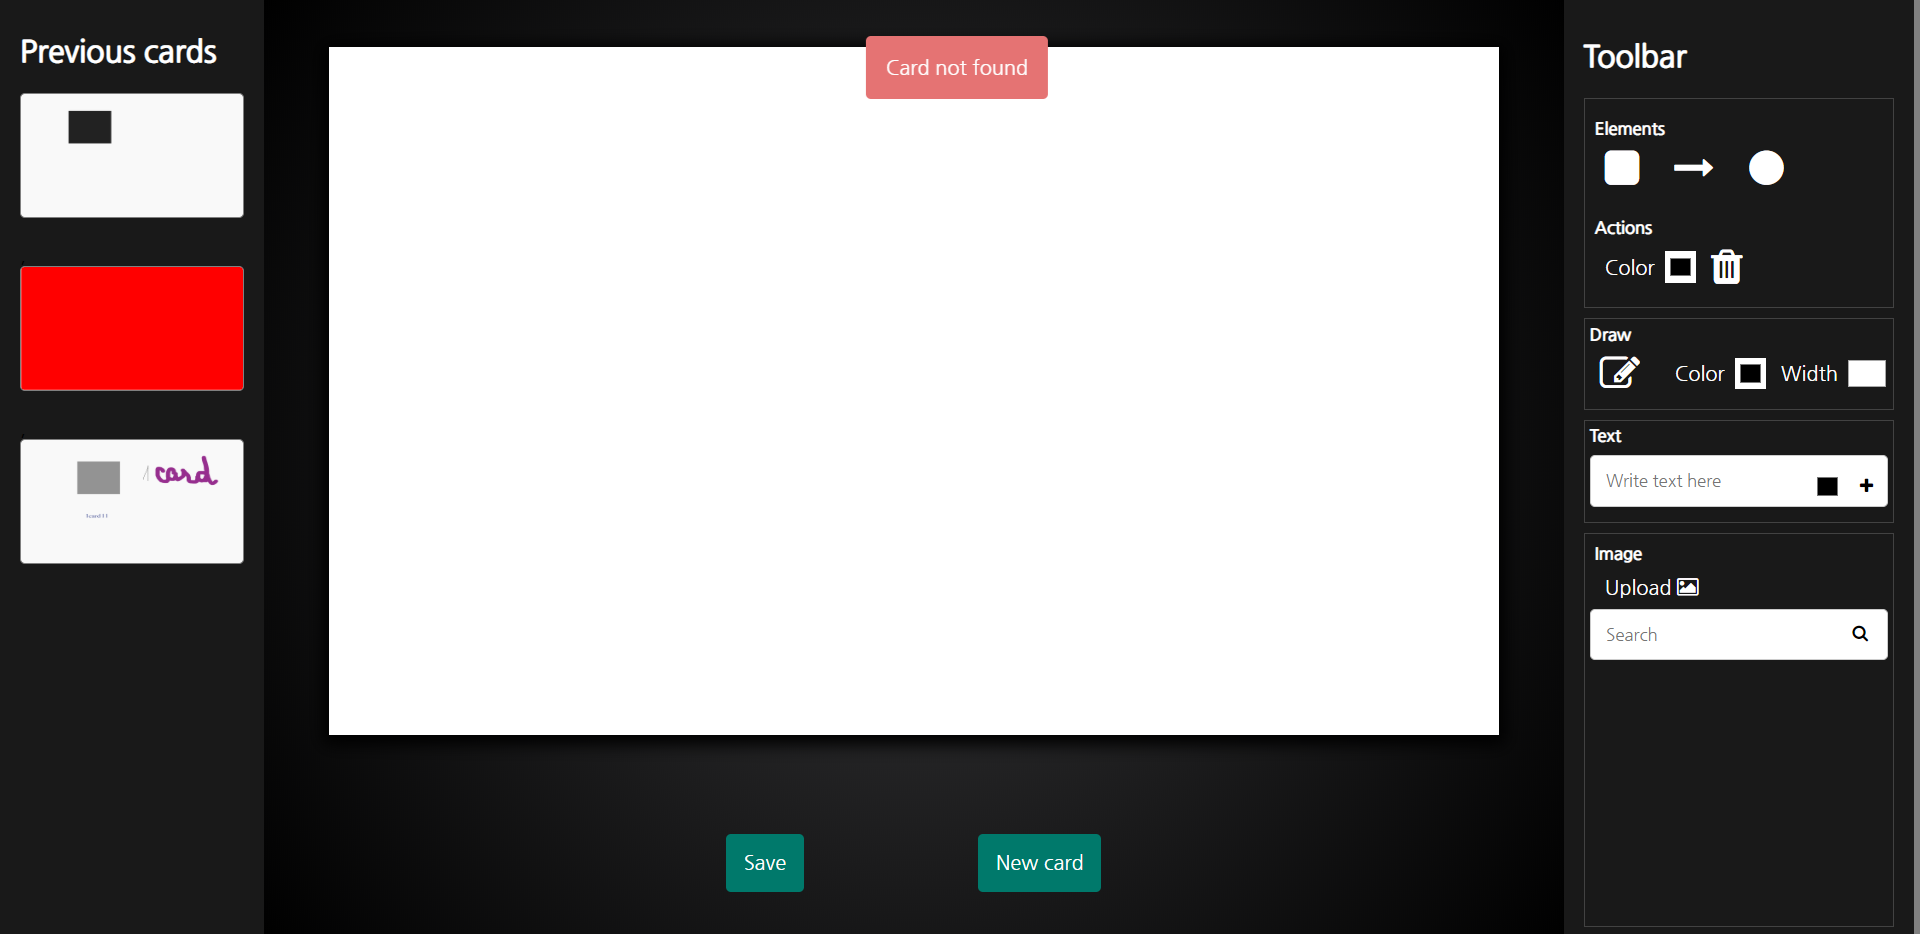 Previous cards
card
Card not found
Save
New card
Toolbar
Elements
Actions
Color
Draw
Color
Width
Text
Write text here
Image
Upload
Search